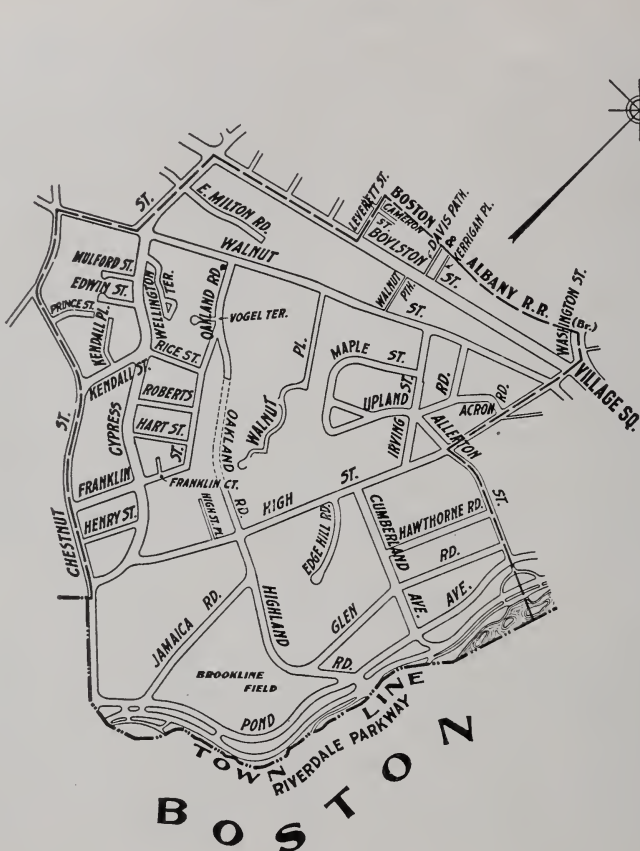 ST.
E. MILTON RD.
LEVERETT ST.
BOSTON & ALBANY R.R.
CAMERON ST.
DAVIS PATH.
KERRIGAN PL.
BOYLSTON ST.
WALNUT ST.
WALNUT PTH.
WASHINGTON ST.
(Br.)
VILLAGE SQ.
MULFORD ST.
EDWIN ST.
PRINCE ST.
KENDALL PL.
WELLINGTON TER.
OAKLAND RD.
VOGEL TER.
RICE ST.
WALNUT PL.
MAPLE ST.
UPLAND
RD.
ACRON RD.
KENDALL ST.
ROBERTS ST.
CYPRESS
HART ST.
OAKLAND RD.
IRVING ST.
ALLERTON ST.
FRANKLIN
FRANKLIN CT.
HIGH ST. PL.
HIGH ST.
HENRY ST.
CHESTNUT ST.
EDGE HILL RD.
CUMBERLAND AVE.
HAWTHORNE RD.
RD.
JAMAICA RD.
HIGHLAND
GLEN RD.
AVE.
BROOKLINE
FIELD
POND
TOWN LINE
RIVERDALE PARKWAY
BOSTON